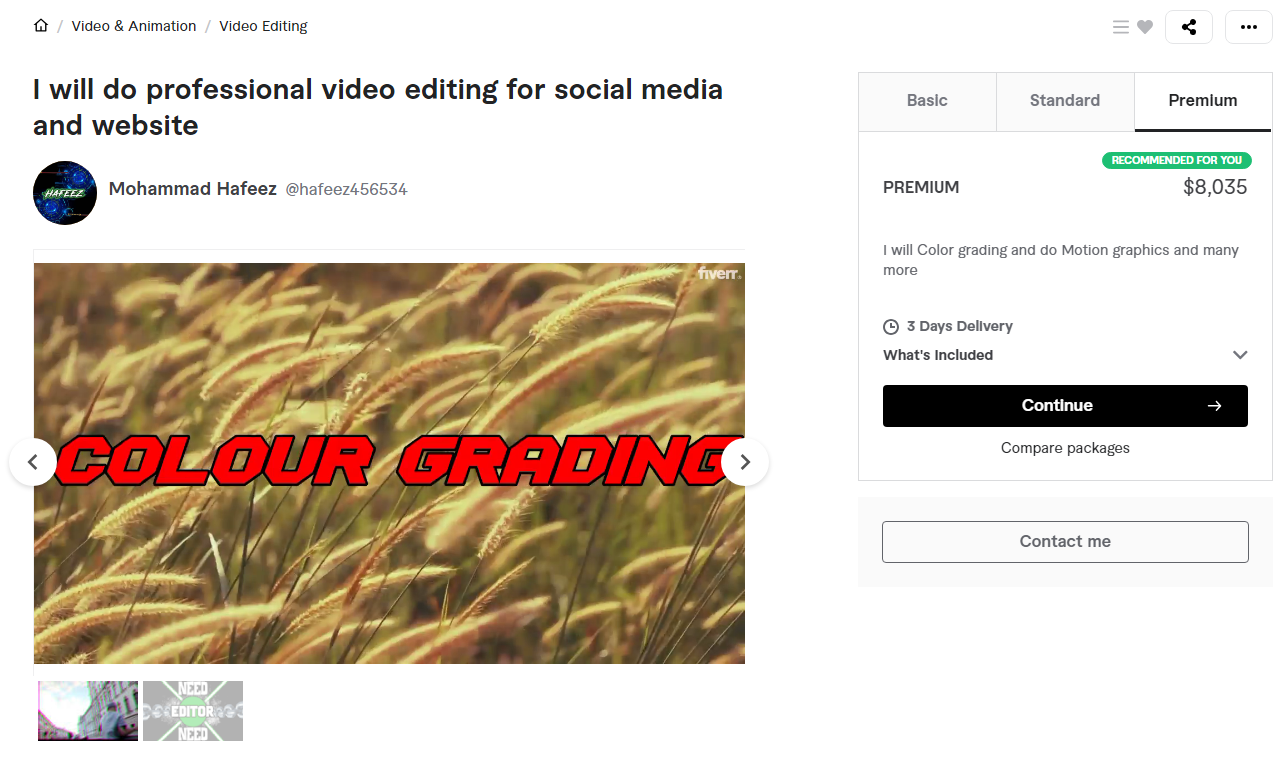 / Video & Animation / Video Editing
I will do professional video editing for social media
and website
HAFEEZ
Mohammad Hafeez @hafeez456534
fiverr.
COLOUR GRADING
NEED
EDITOR
NEED
Basic Standard Premium
RECOMMENDED FOR YOU
PREMIUM $8,035
I will Color grading and do Motion graphics and many
more
3 Days Delivery
What's Included
Continue
Compare packages
Contact me